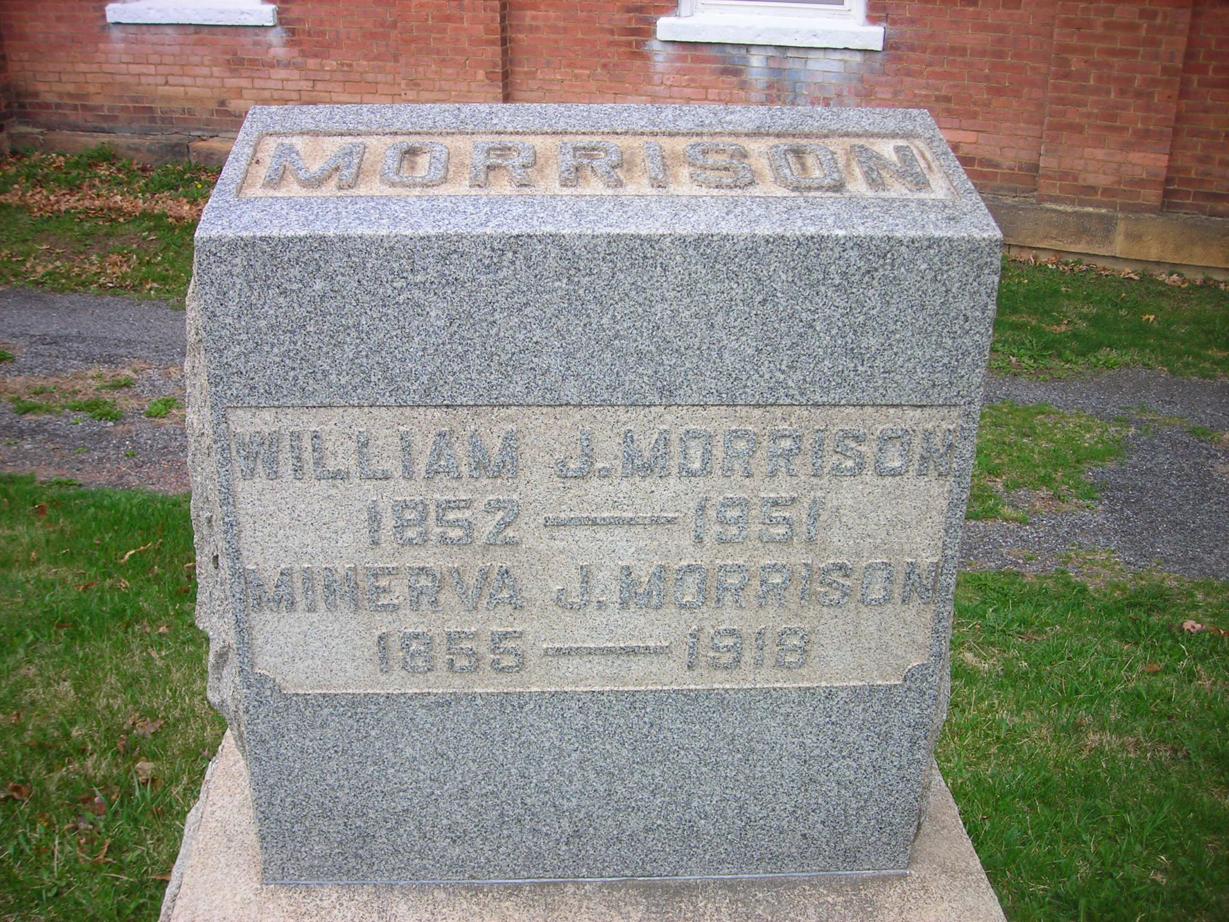 MORRISON
WILLIAM J. MORRISON
1852 — 1951
MINERVA J. MORRISON
1855 — 1918